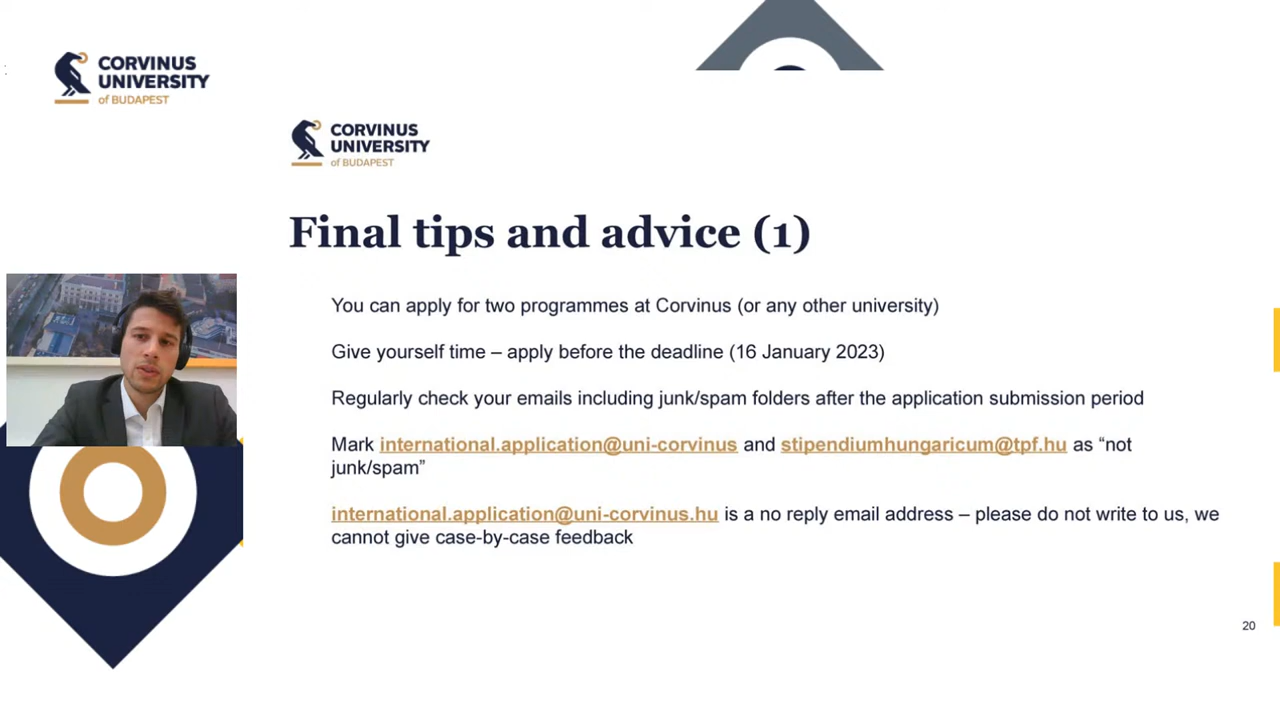 CORVINUS
UNIVERSITY
of BUDAPEST
CORVINUS
UNIVERSITY
of BUDAPEST
Final tips and advice (1)
You can apply for two programmes at Corvinus (or any other university)
Give yourself time – apply before the deadline (16 January 2023)
Regularly check your emails including junk/spam folders after the application submission period
Mark international.application@uni-corvinus and stipendiumhungaricum@tpf.hu as “not
junk/spam”
international.application@uni-corvinus.hu is a no reply email address – please do not write to us, we
cannot give case-by-case feedback
20